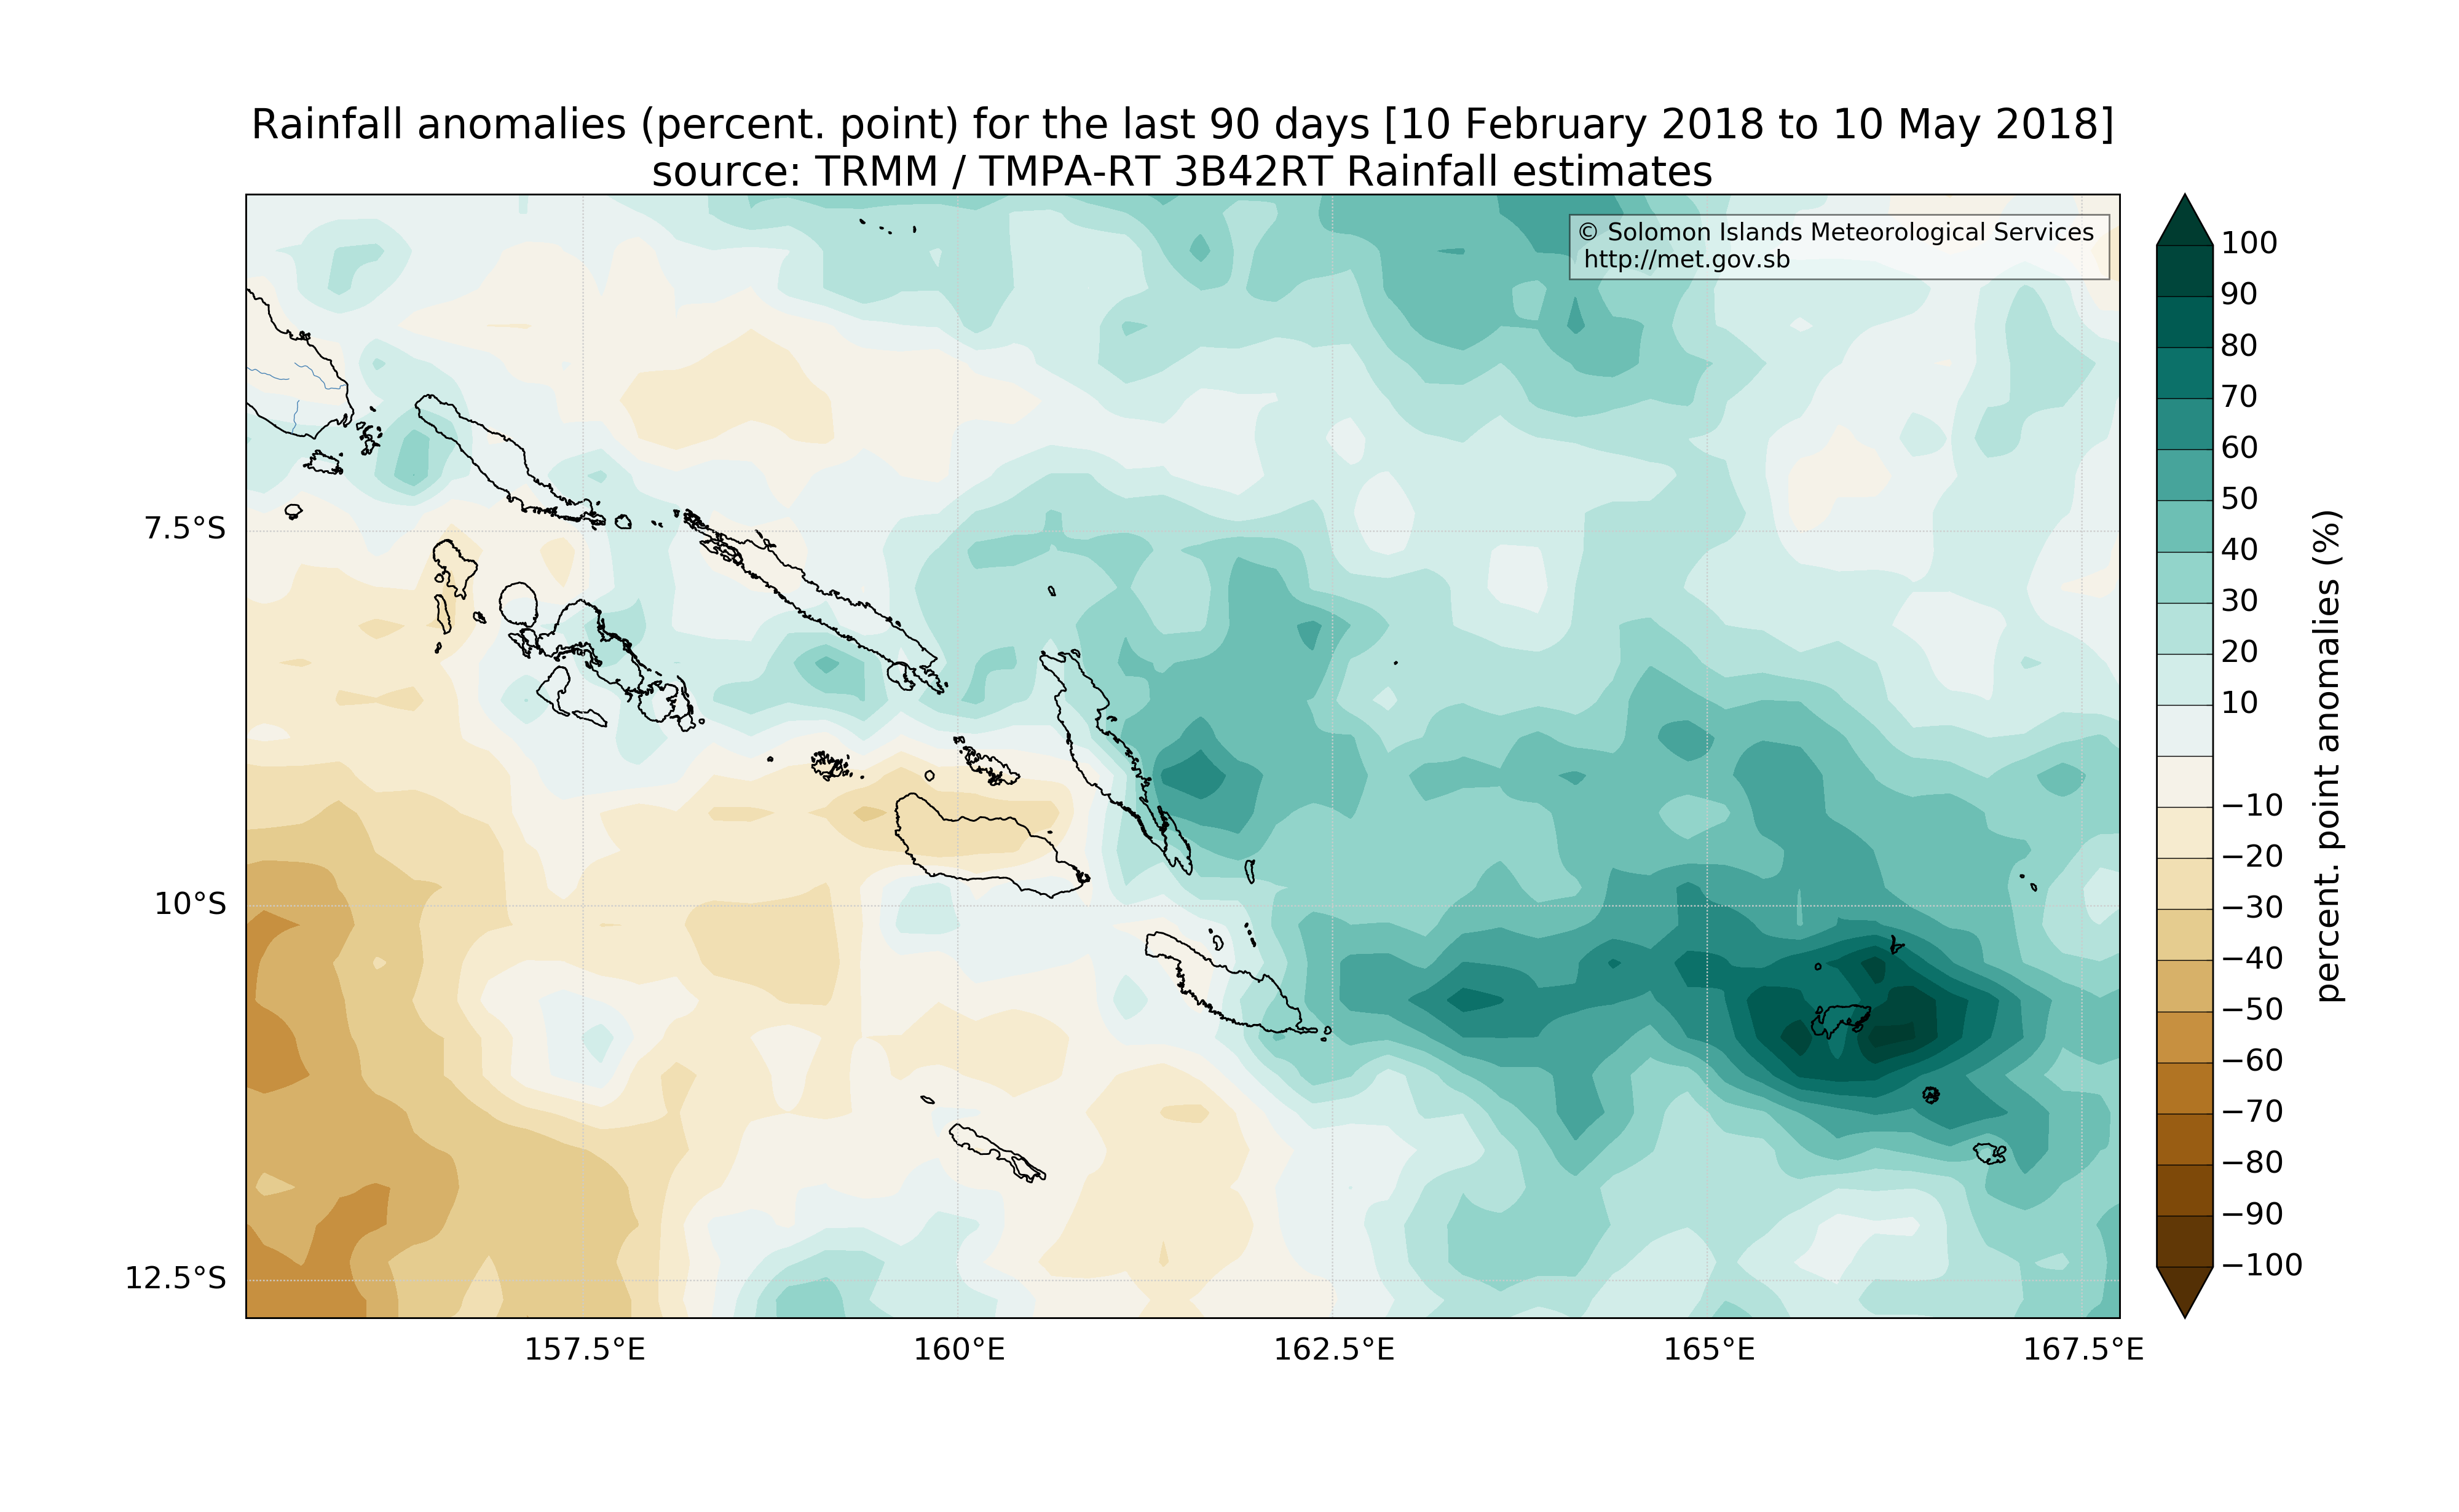 Rainfall anomalies (percent. point) for the last 90 days [10 February 2018 to 10 May 2018]
source: TRMM / TMPA-RT 3B42RT Rainfall estimates
© Solomon Islands Meteorological Services
http://met.gov.sb
7.5°S
10°S
12.5°S
157.5°E
160°E
162.5°E
165°E
167.5°E
100
90
80
70
60
50
40
30
20
10
−10
−20
−30
−40
−50
−60
−70
−80
−90
−100
percent. point anomalies (%)